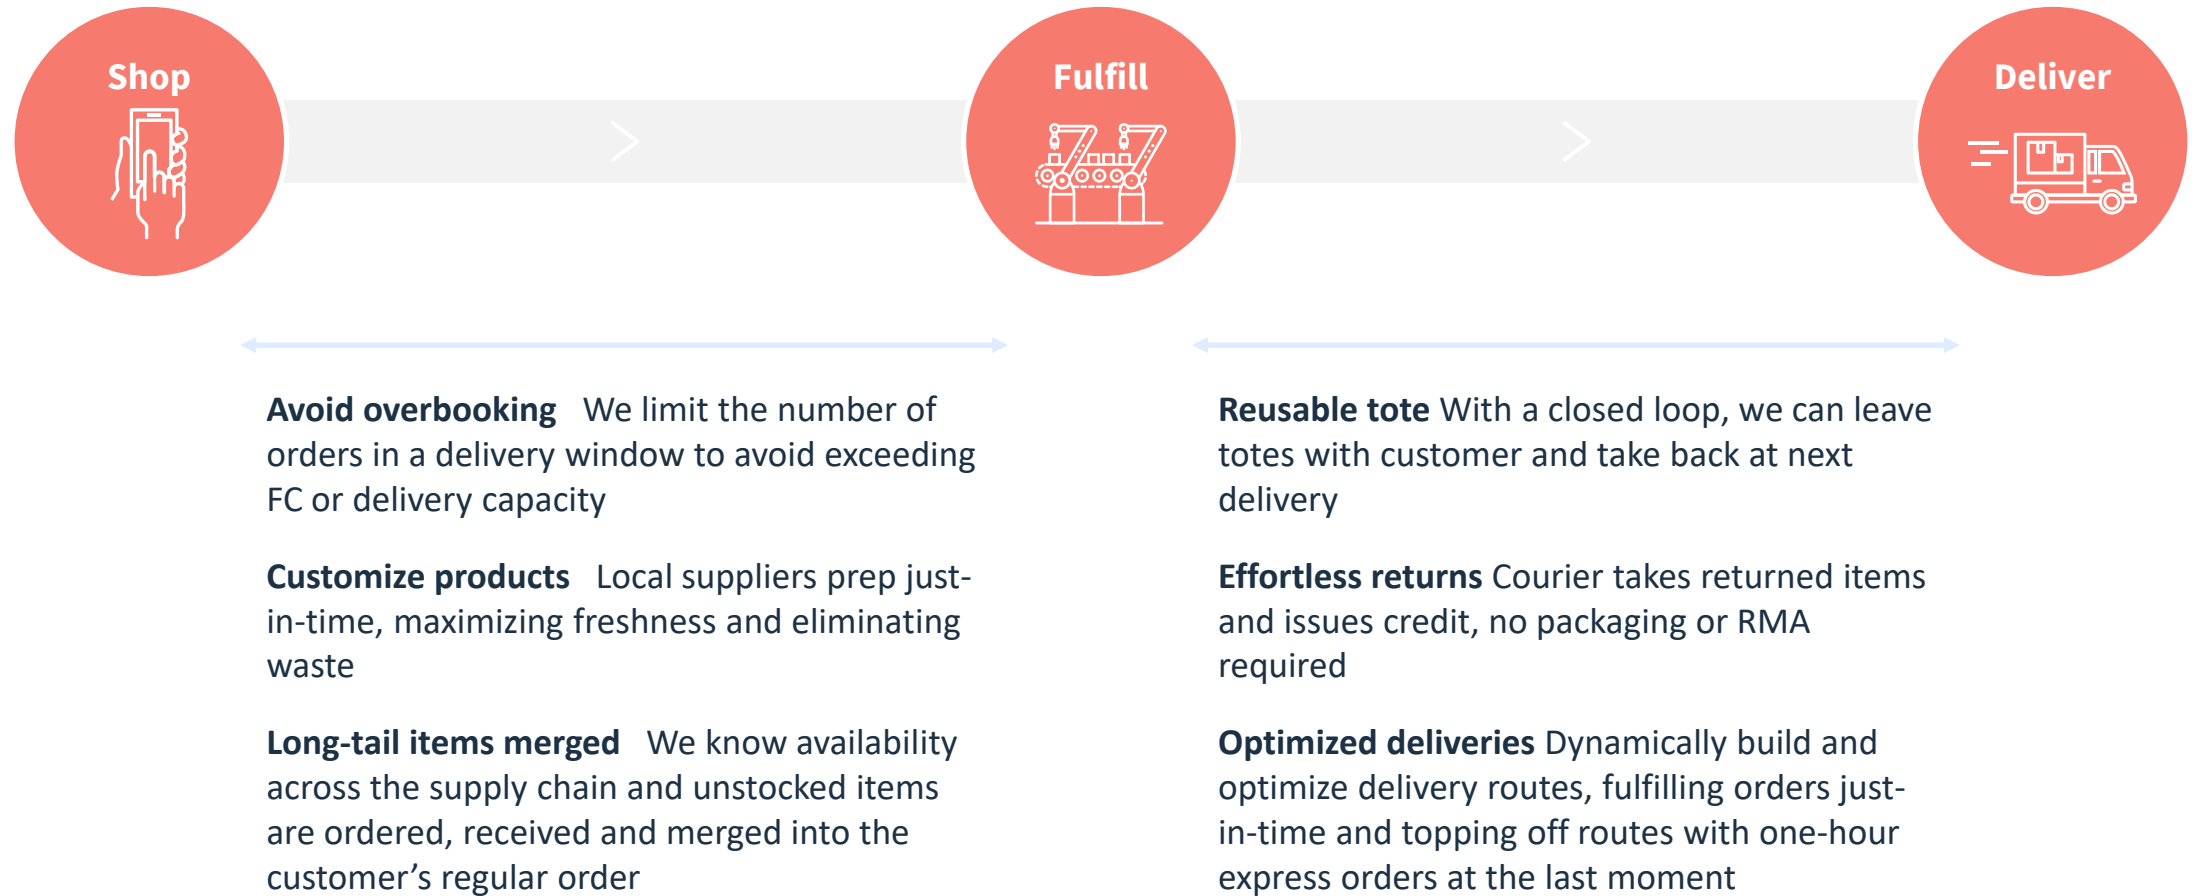 Shop
Fulfill
Deliver
Avoid overbooking   We limit the number of
orders in a delivery window to avoid exceeding
FC or delivery capacity
Customize products   Local suppliers prep just-
in-time, maximizing freshness and eliminating
waste
Long-tail items merged   We know availability
across the supply chain and unstocked items
are ordered, received and merged into the
customer’s regular order
Reusable tote With a closed loop, we can leave
totes with customer and take back at next
delivery
Effortless returns Courier takes returned items
and issues credit, no packaging or RMA
required
Optimized deliveries Dynamically build and
optimize delivery routes, fulfilling orders just-
in-time and topping off routes with one-hour
express orders at the last moment